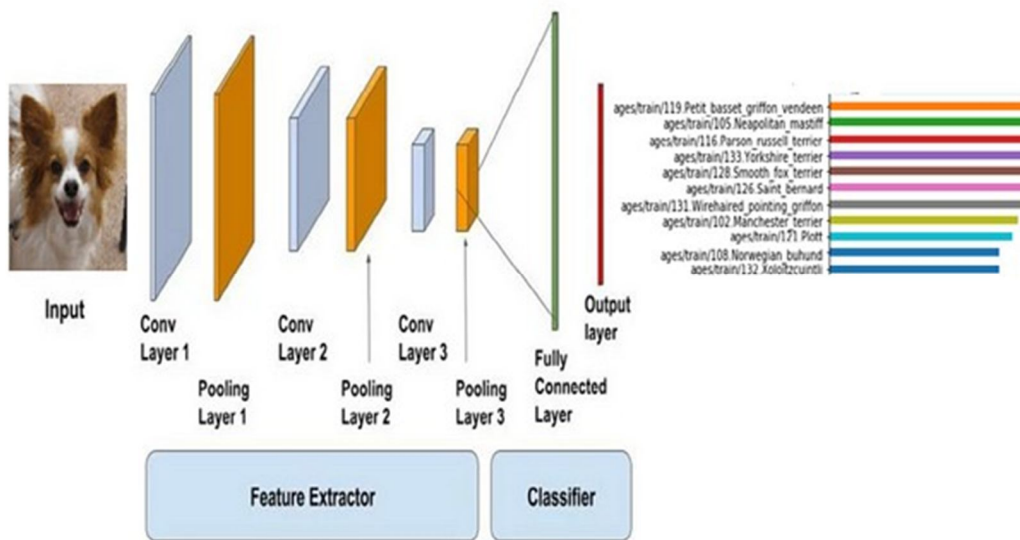 ages/train/119.Petit_basset_griffon_vendeen
ages/train/105.Neapolitan_mastiff
ages/train/116.Parson_russell_terrier
ages/train/133.Yorkshire_terrier
ages/train/128.Smooth_fox_terrier
ages/train/126.Saint_bernard
ages/train/131.Wirehaired_pointing_griffon
ages/train/102.Manchester_terrier
ages/train/121.Plott
ages/train/108.Norwegian_buhund
ages/train/132.Xoloitzcuintli
Input
Conv
Layer 1
Pooling
Layer 1
Conv
Layer 2
Pooling
Layer 2
Conv
Layer 3
Pooling
Layer 3
Fully
Connected
Layer
Output
layer
Feature Extractor
Classifier